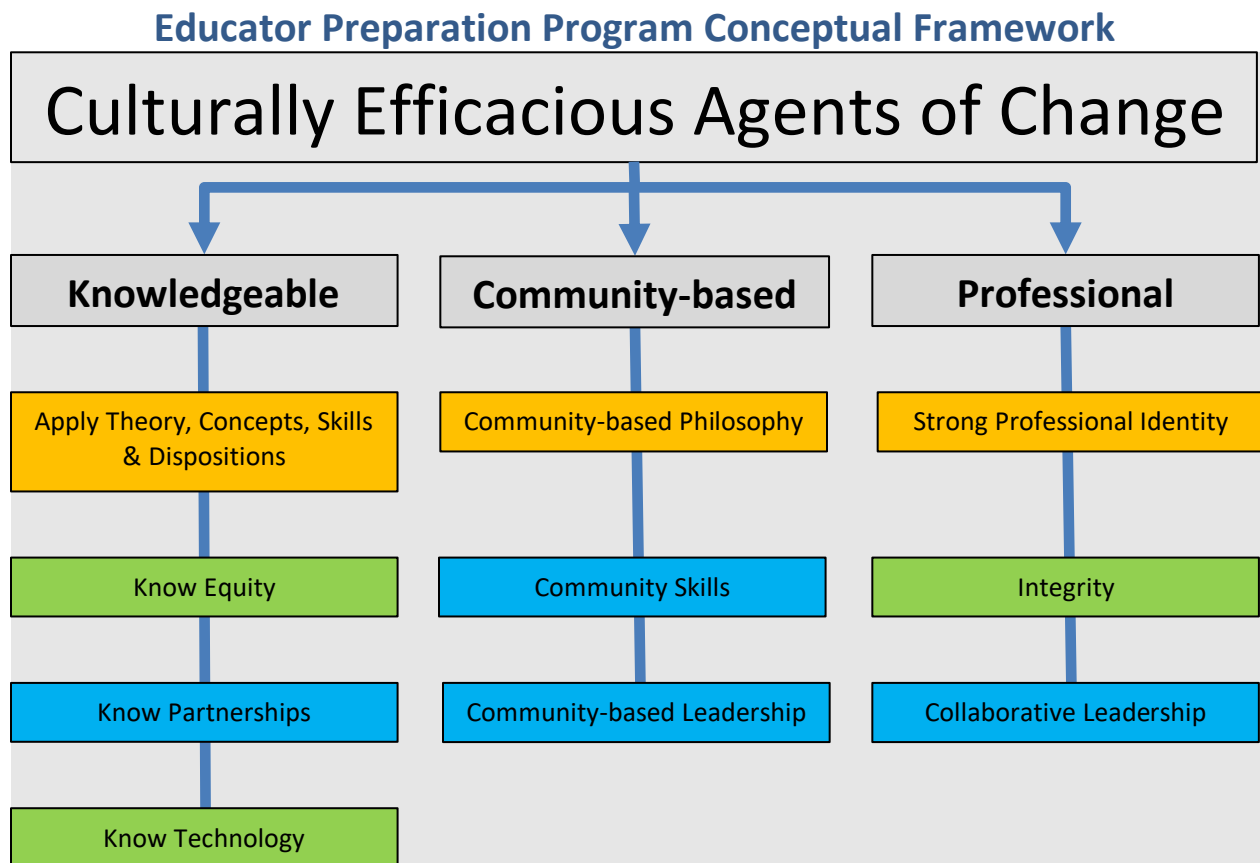 Educator Preparation Program Conceptual Framework
Culturally Efficacious Agents of Change
Knowledgeable
Apply Theory, Concepts, Skills
& Dispositions
Know Equity
Know Partnerships
Know Technology
Community-based
Community-based Philosophy
Community Skills
Community-based Leadership
Professional
Strong Professional Identity
Integrity
Collaborative Leadership